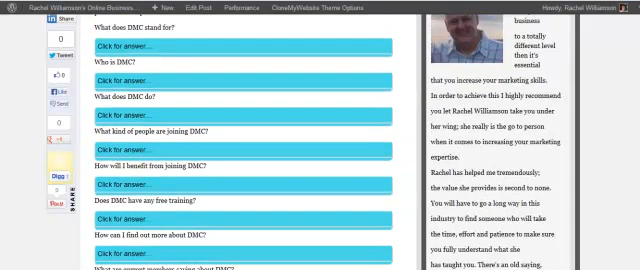 Rachel Williamson's Online Business... + New Edit Post Performance CloneMyWebsite Theme Options Howdy, Rachel Williamson
in Share
0
Tweet
0
Like
Send
0
+1
Digg
0
Pin it
SHARE
What does DMC stand for?
Click for answer....
Who is DMC?
Click for answer....
What does DMC do?
Click for answer....
What kind of people are joining DMC?
Click for answer....
How will I benefit from joining DMC?
Click for answer....
Does DMC have any free training?
Click for answer....
How can I find out more about DMC?
Click for answer....
What are current members saying about DMC?
business
to a totally
different level
then it's
essential
that you increase your marketing skills.
In order to achieve this I highly recommend
you let Rachel Williamson take you under
her wing; she really is the go to person
when it comes to increasing your marketing
expertise.
Rachel has helped me tremendously;
the value she provides is second to none.
You will have to go a long way in this
industry to find someone who will take
the time, effort and patience to make sure
you fully understand what she
has taught you. There's an old saying,